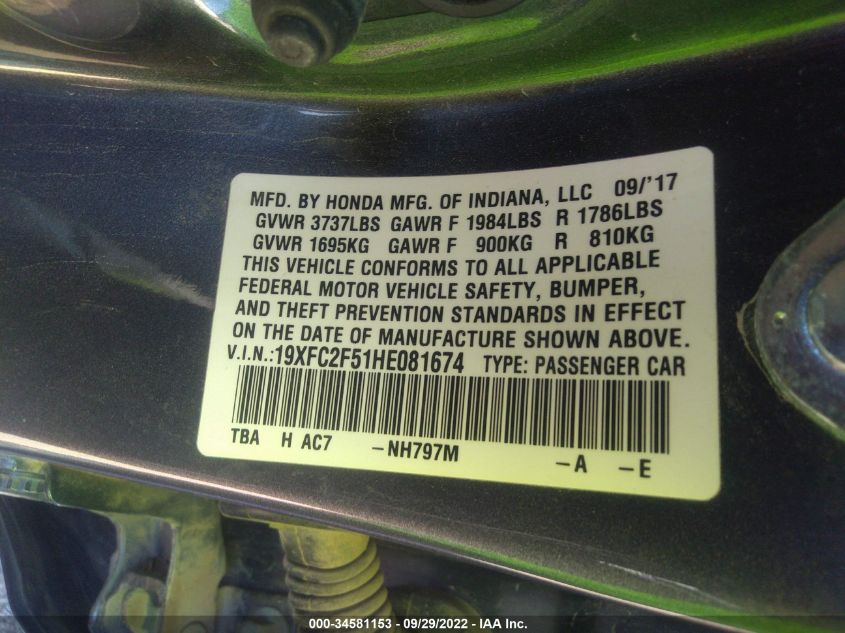 MFD. BY HONDA MFG. OF INDIANA, LLC 09/'17
GVWR 3737LBS GAWR F 1984LBS R 1786LBS
GVWR 1695KG GAWR F 900KG R 810KG
THIS VEHICLE CONFORMS TO ALL APPLICABLE
FEDERAL MOTOR VEHICLE SAFETY, BUMPER,
AND THEFT PREVENTION STANDARDS IN EFFECT
ON THE DATE OF MANUFACTURE SHOWN ABOVE.
V.I.N.:19XFC2F51HE081674 TYPE: PASSENGER CAR
TBA H AC7 -NH797M -A -E
000-34581153 - 09/29/2022 - IAA Inc.